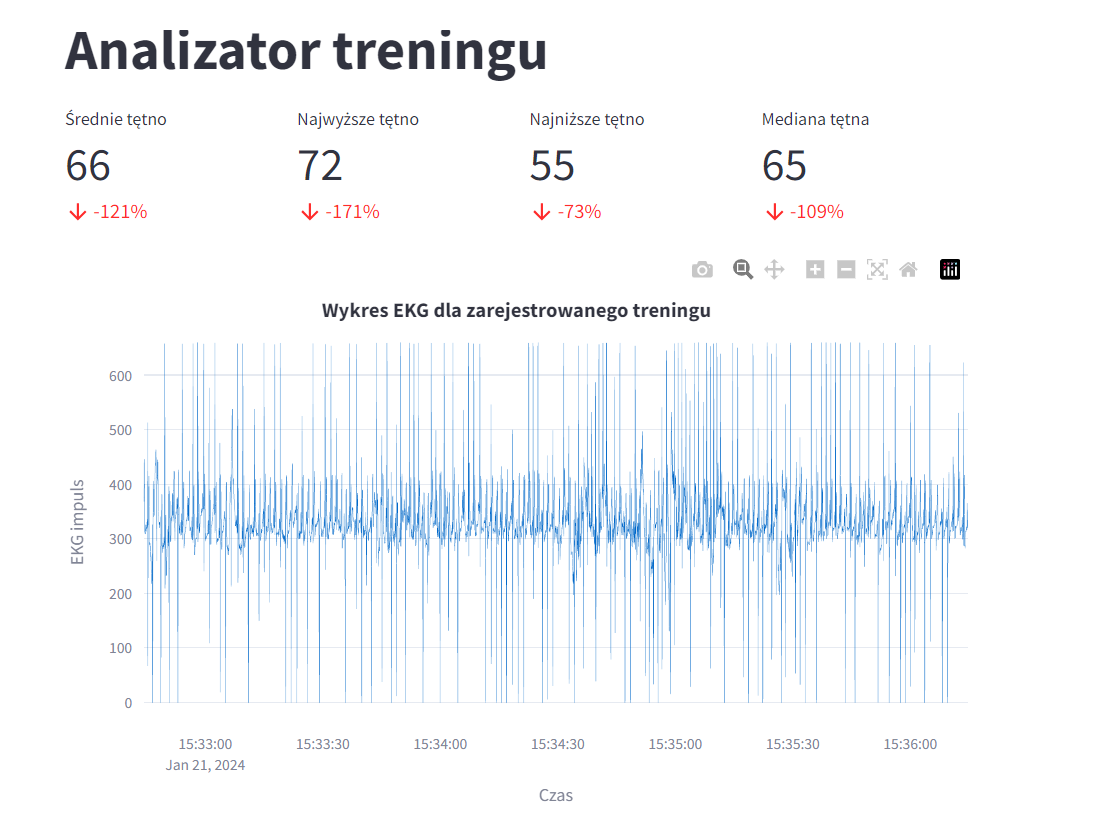 Analizator treningu
Średnie tętno
66
-121%
Najwyższe tętno
72
-171%
Najniższe tętno
55
-73%
Mediana tętna
65
-109%
Wykres EKG dla zarejestrowanego treningu
EKG impuls
600
500
400
300
200
100
0
15:33:00 15:33:30 15:34:00 15:34:30 15:35:00 15:35:30 15:36:00
Jan 21, 2024
Czas